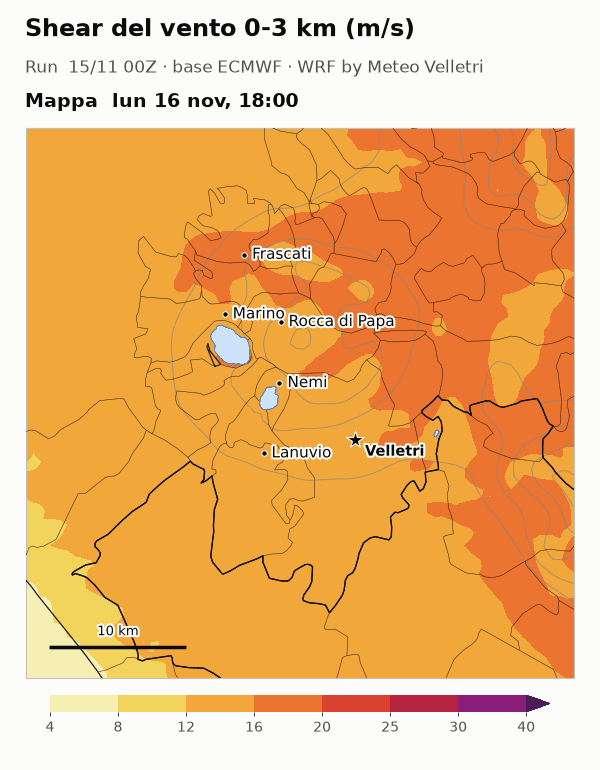 Shear del vento 0-3 km (m/s)
Run  15/11 00Z · base ECMWF · WRF by Meteo Velletri
Mappa  lun 16 nov, 18:00
Frascati
Marino
Rocca di Papa
Nemi
Velletri
Lanuvio
10 km
4 8 12 16 20 25 30 40